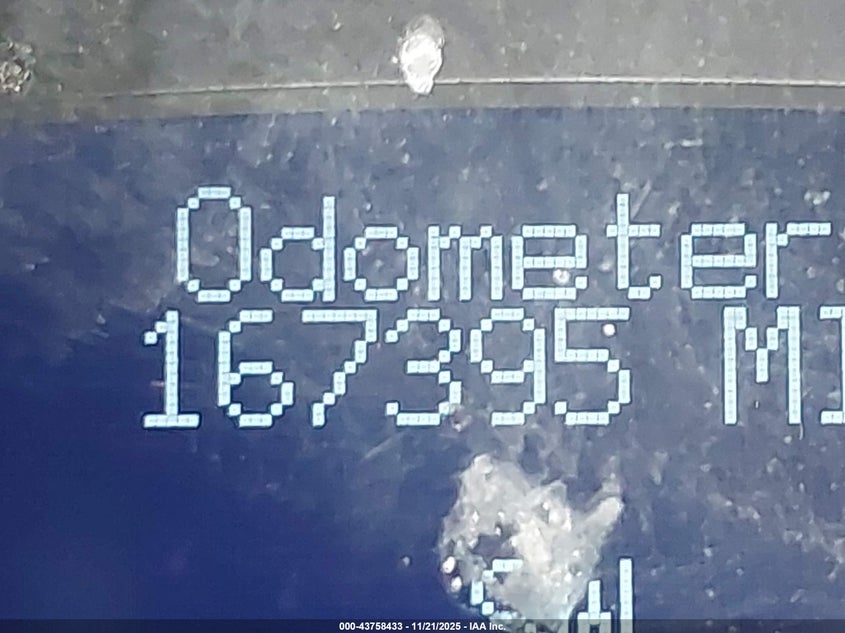 Odometer
167395 MI
000-43758433 - 11/21/2025 - IAA Inc.